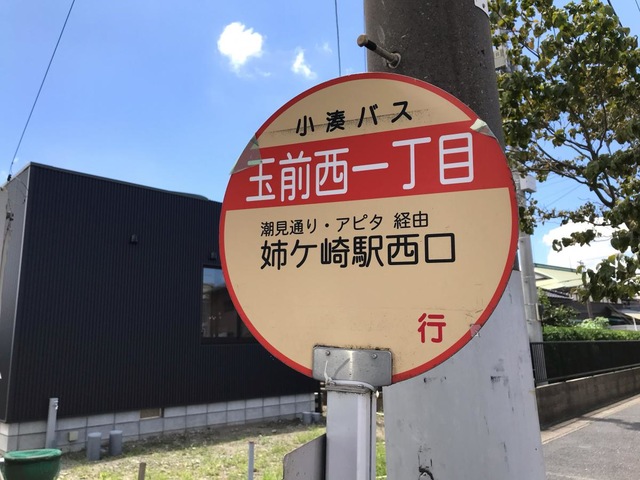 小湊バス
玉前西一丁目
潮見通り・アピタ 経由
姉ケ崎駅西口
行